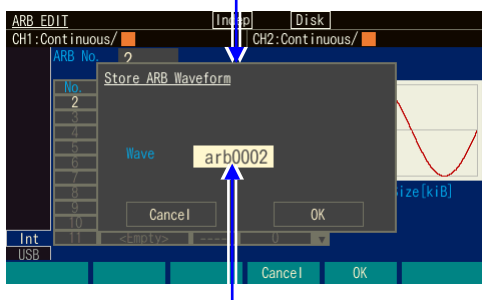 ARB EDIT Indep Disk
CH1:Continuous/ CH2:Continuous/
ARB No. 2
Store ARB Waveform
No.
2
3
4
5
6
7
8
9
10
11 <Empty> ----- 0
Wave arb0002
ize[kiB]
Cancel OK
Int
USB
Cancel OK